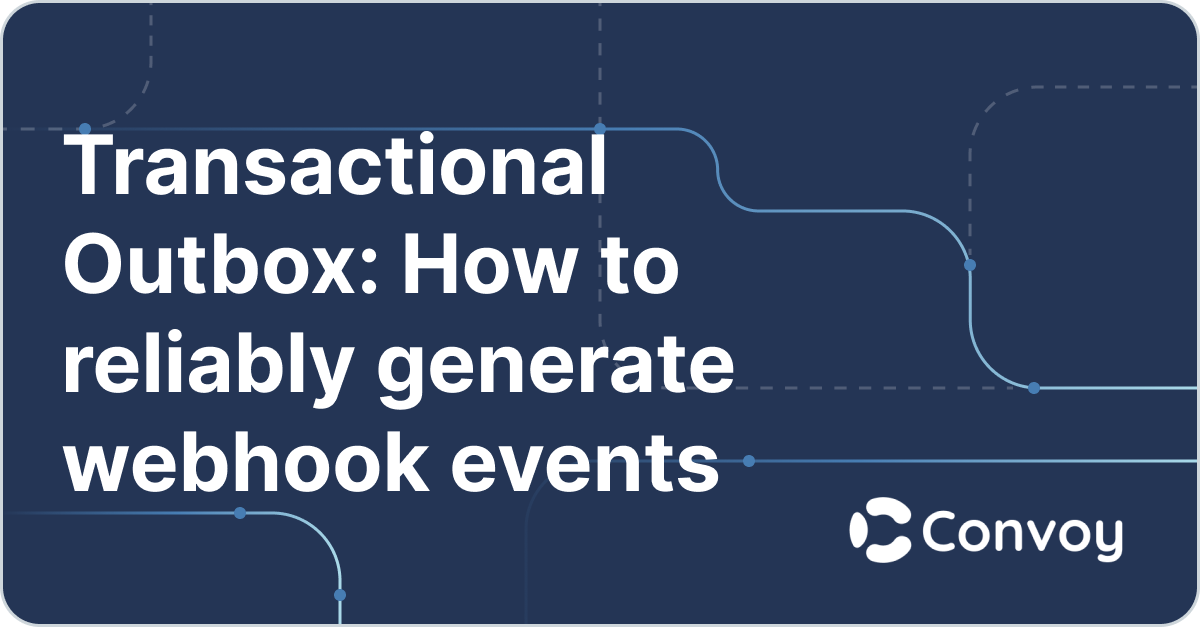 Transactional
Outbox: How to
reliably generate
webhook events
Convoy